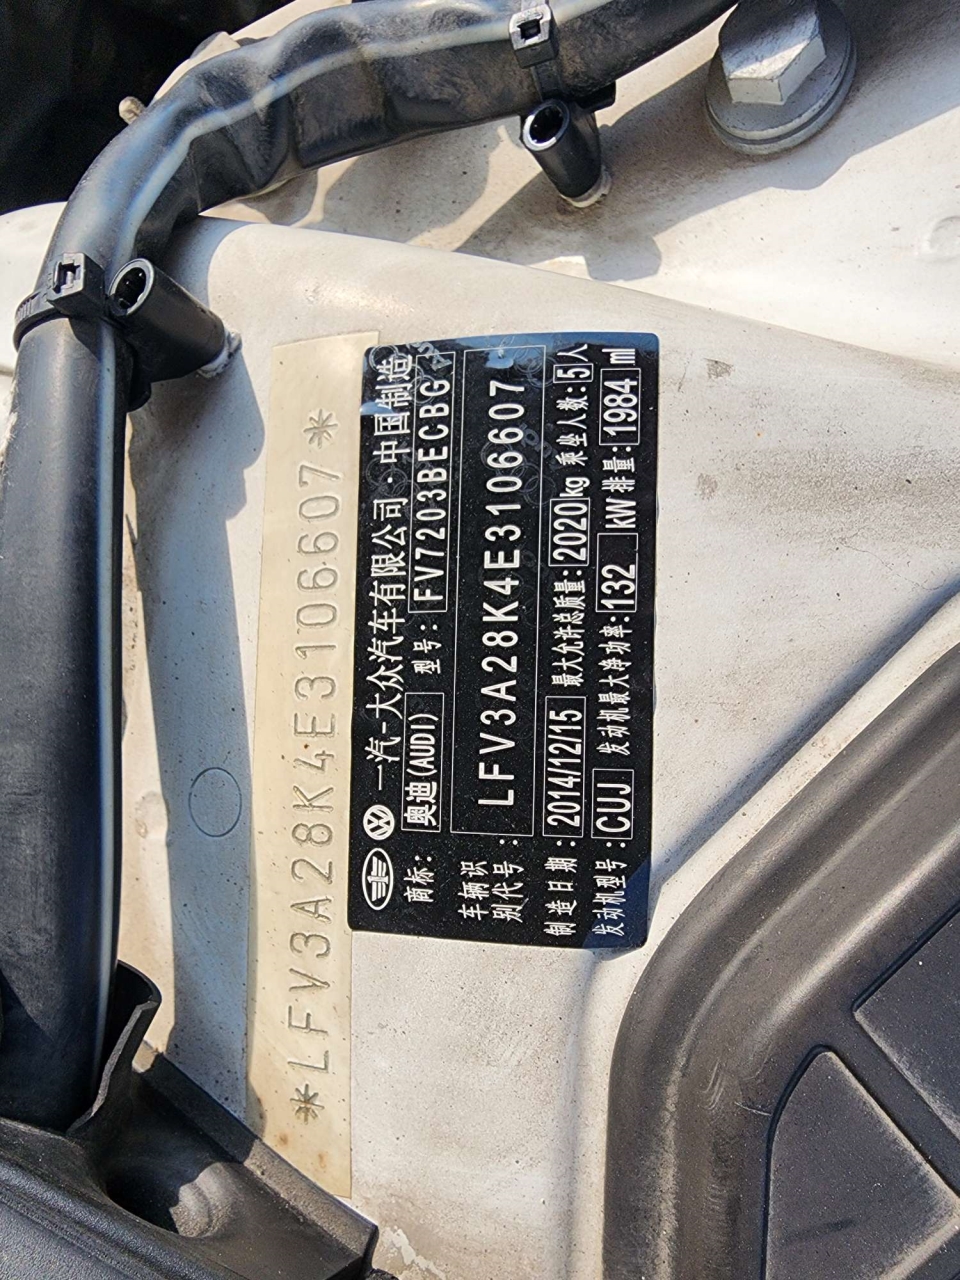 *LFV3A28K4E3106607*
一汽-大众汽车有限公司·中国制造
商标: 奥迪(AUDI) 型号: FV7203BECBG
车辆识别代号: LFV3A28K4E3106607
制造日期: 2014/12/15 最大允许总质量: 2020kg 乘坐人数: 5人
发动机型号: CUJ 发动机最大净功率: 132 kW 排量: 1984 ml